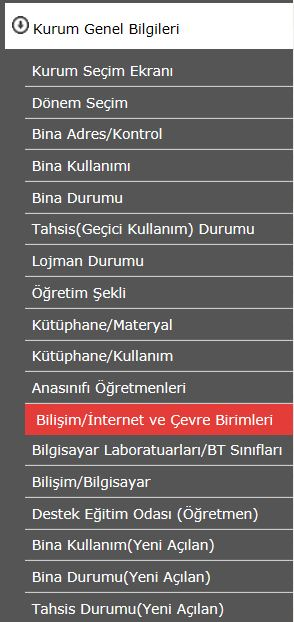 Kurum Genel Bilgileri
Kurum Seçim Ekranı
Dönem Seçim
Bina Adres/Kontrol
Bina Kullanımı
Bina Durumu
Tahsis(Geçici Kullanım) Durumu
Lojman Durumu
Öğretim Şekli
Kütüphane/Materyal
Kütüphane/Kullanım
Anasınıfı Öğretmenleri
Bilişim/İnternet ve Çevre Birimleri
Bilgisayar Laboratuarları/BT Sınıfları
Bilişim/Bilgisayar
Destek Eğitim Odası (Öğretmen)
Bina Kullanım(Yeni Açılan)
Bina Durumu(Yeni Açılan)
Tahsis Durumu(Yeni Açılan)